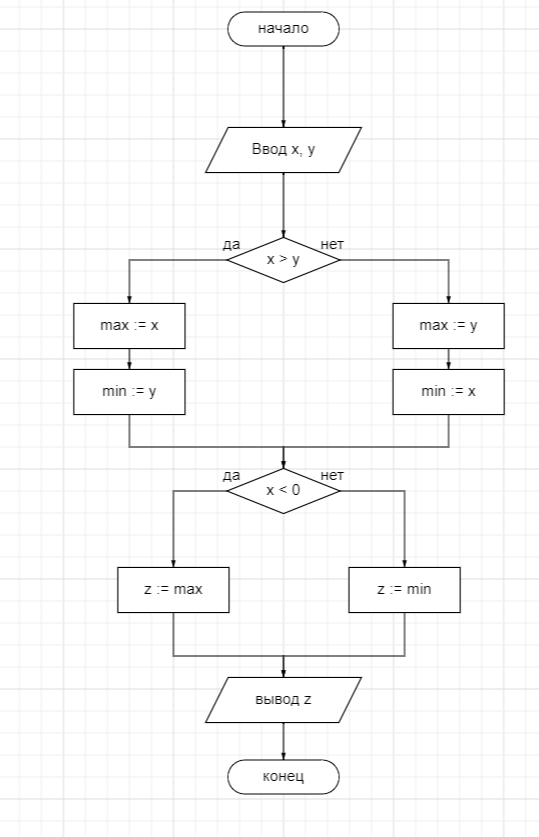 начало
Ввод x, y
да
нет
x > y
max := x
max := y
min := y
min := x
да
нет
x < 0
z := max
z := min
вывод z
конец